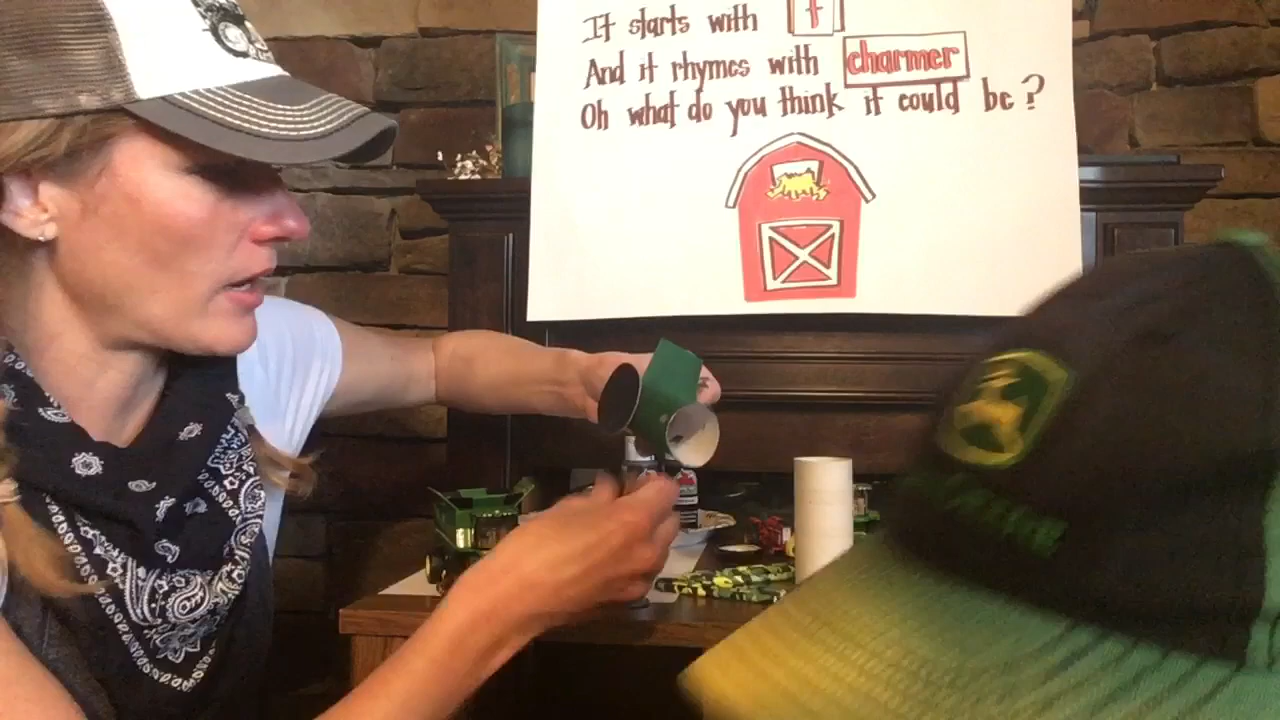 It starts with f
And it rhymes with charmer
Oh what do you think it could be?